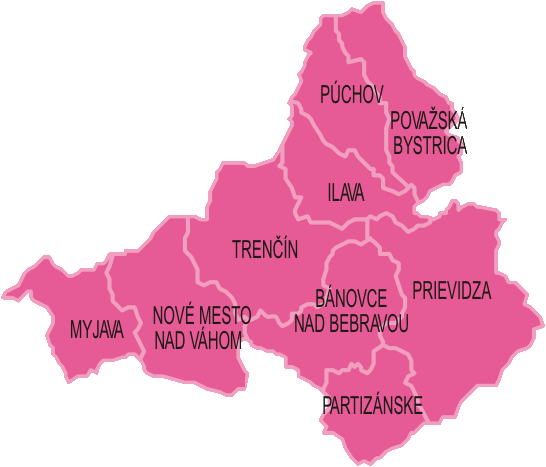 PÚCHOV
POVAŽSKÁ
BYSTRICA
ILAVA
TRENČÍN
PRIEVIDZA
BÁNOVCE
NAD BEBRAVOU
NOVÉ MESTO
NAD VÁHOM
MYJAVA
PARTIZÁNSKE